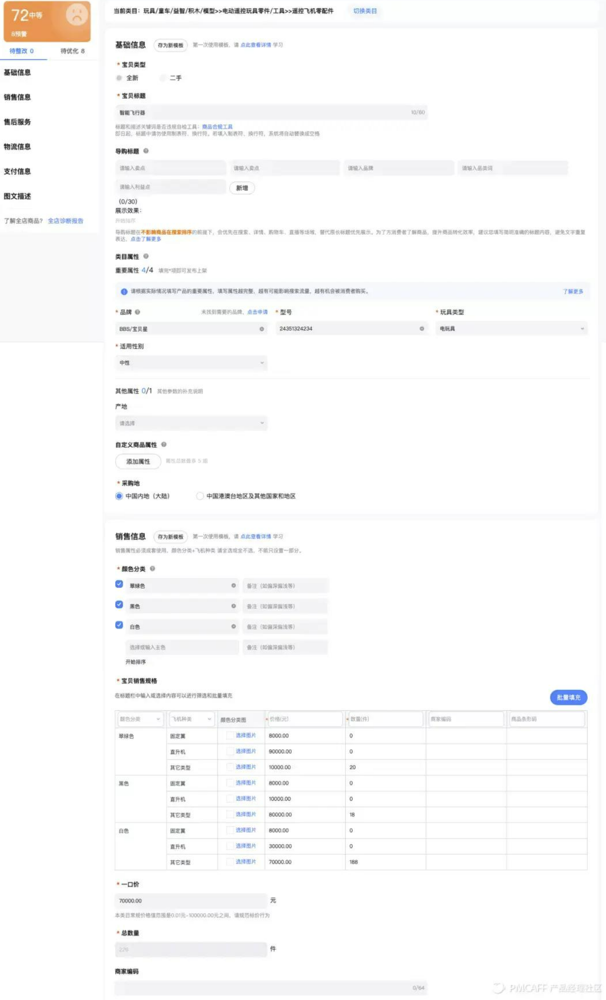 72中等
8预警
待整改 0 待优化 8
基础信息
销售信息
售后服务
物流信息
支付信息
图文描述
了解全店商品? 全店诊断报告
当前类目：玩具/童车/益智/积木/模型>>电动遥控玩具零件/工具>>遥控飞机零配件 切换类目
基础信息 存为新模板 第一次使用模板，请 点此查看详情 学习
* 宝贝类型
全新 二手
* 宝贝标题
智能飞行器 10/60
标题和描述关键词是否违规自检工具：商品合规工具
即日起，标题中请勿使用制表符、换行符。若填入制表符、换行符，系统将自动替换成空格
导购标题
请输入卖点 请输入卖点 请输入品牌 请输入品类词
请输入利益点 新增
(0/30)
展示效果：
开始排序
导购标题在不影响商品在搜索排序的前提下，会优先在搜索、详情、购物车、直播等场域，替代原长标题优先展示。为了方消费者了解商品，提升商品转化效率，建议您填写简明准确的标题内容，避免文字重复
表达，点击了解更多
类目属性
重要属性 4/4 填完*项即可发布上架
请根据实际情况填写产品的重要属性，填写属性越完整，越有可能影响搜索流量，越有机会被消费者购买。 了解更多
* 品牌 未找到需要的品牌，点击申请 * 型号 * 玩具类型
BBS/宝贝星 24351324234 电玩具
* 适用性别
中性
其他属性 0/1 其他参数的补充说明
产地
请选择
自定义商品属性
添加属性 属性总数最多 5 组
* 采购地
中国内地（大陆） 中国港澳台地区及其他国家和地区
销售信息 存为新模板 第一次使用模板，请 点此查看详情 学习
销售属性必须成套使用，颜色分类+飞机种类 请全选或全不选，不能只设置一部分。
* 颜色分类
翠绿色 备注（如偏深偏浅等）
黑色 备注（如偏深偏浅等）
白色 备注（如偏深偏浅等）
选择或输入主色 备注（如偏深偏浅等）
开始排序
* 宝贝销售规格
在标题栏中输入或选择内容可以进行筛选和批量填充 批量填充
颜色分类 飞机种类 颜色分类图 * 价格(元) * 数量(件) 商家编码 商品条形码
翠绿色 固定翼 选择图片 8000.00 0
直升机 选择图片 90000.00 0
其它类型 选择图片 10000.00 20
黑色 固定翼 选择图片 8000.00 0
直升机 选择图片 10000.00 0
其它类型 选择图片 80000.00 18
白色 固定翼 选择图片 8000.00 0
直升机 选择图片 30000.00 0
其它类型 选择图片 70000.00 188
* 一口价
70000.00 元
本类目常规价格值范围是0.01元-100000.00元之间，请规范标价行为
* 总数量
226 件
商家编码
0/64
PMCAFF 产品经理社区